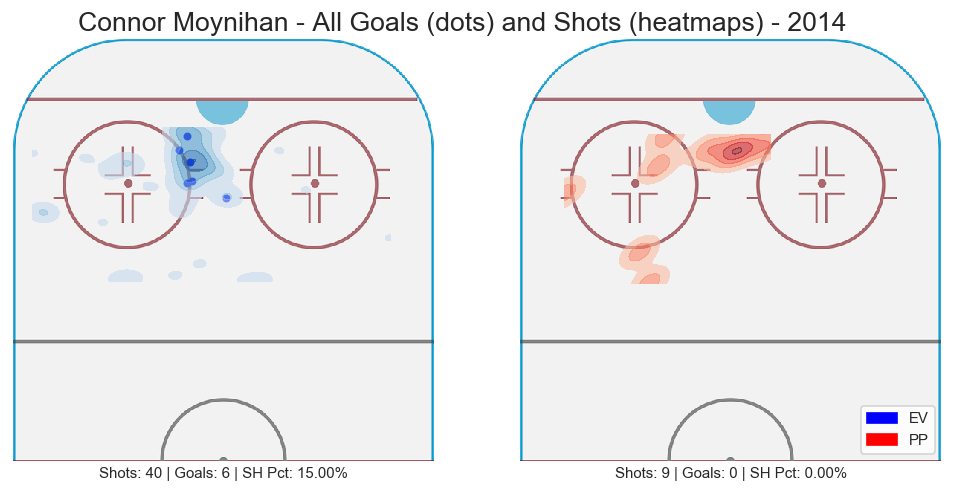 Connor Moynihan - All Goals (dots) and Shots (heatmaps) - 2014
EV
PP
Shots: 40 | Goals: 6 | SH Pct: 15.00%
Shots: 9 | Goals: 0 | SH Pct: 0.00%